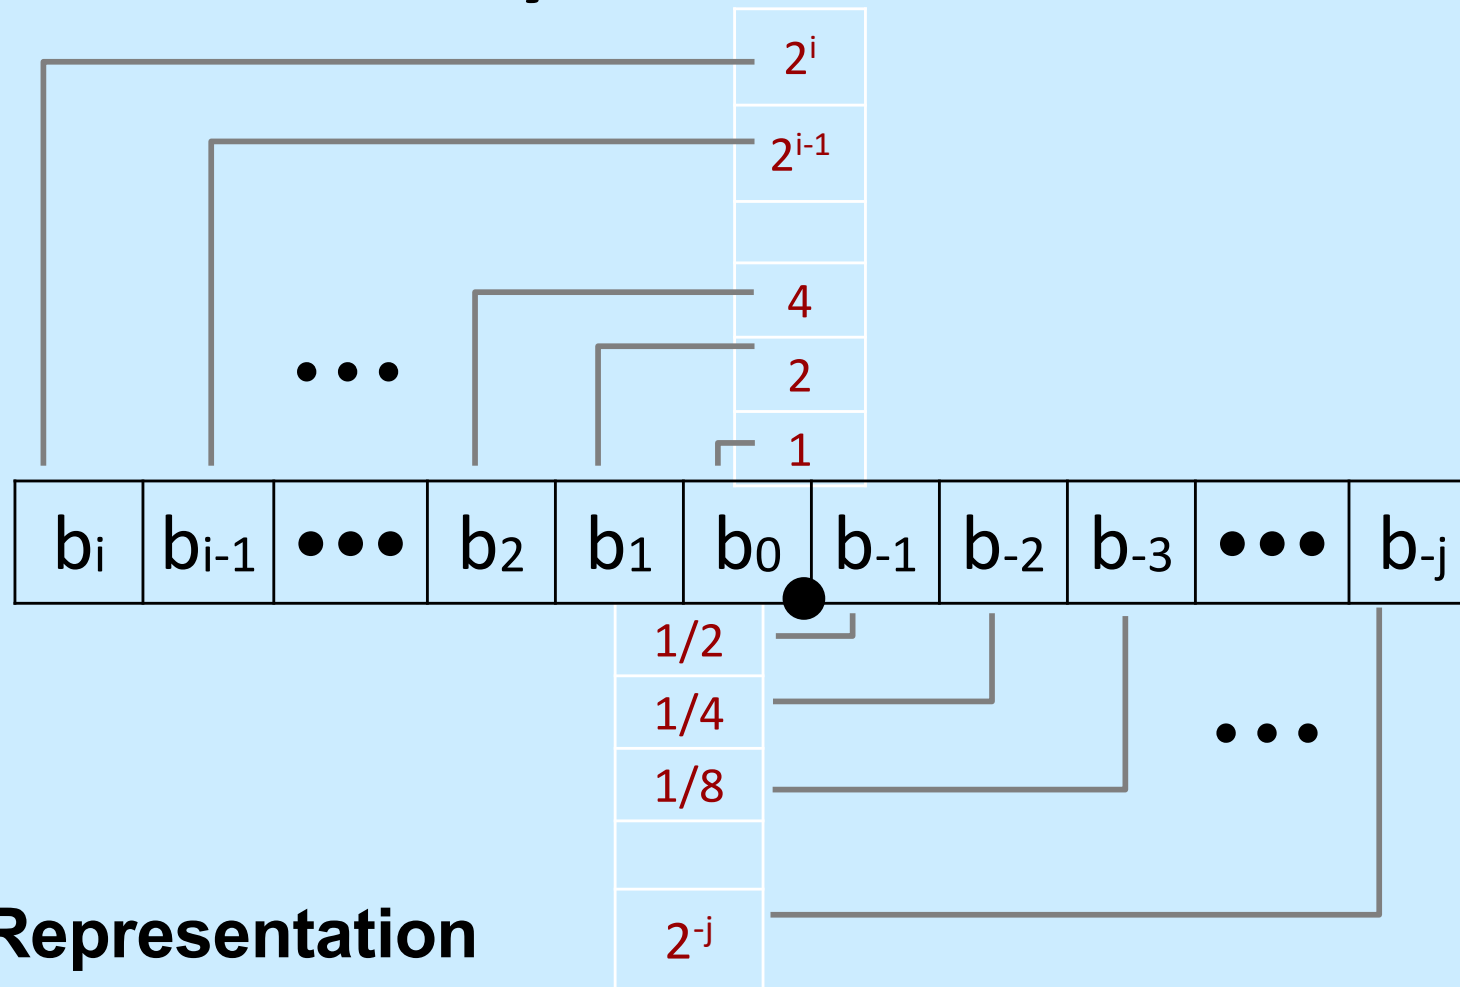 2^i
2^{i-1}
4
2
1
•••
b_i b_{i-1} ••• b_2 b_1 b_0 • b_{-1} b_{-2} b_{-3} ••• b_{-j}
1/2
1/4
1/8
•••
2^{-j}
Representation